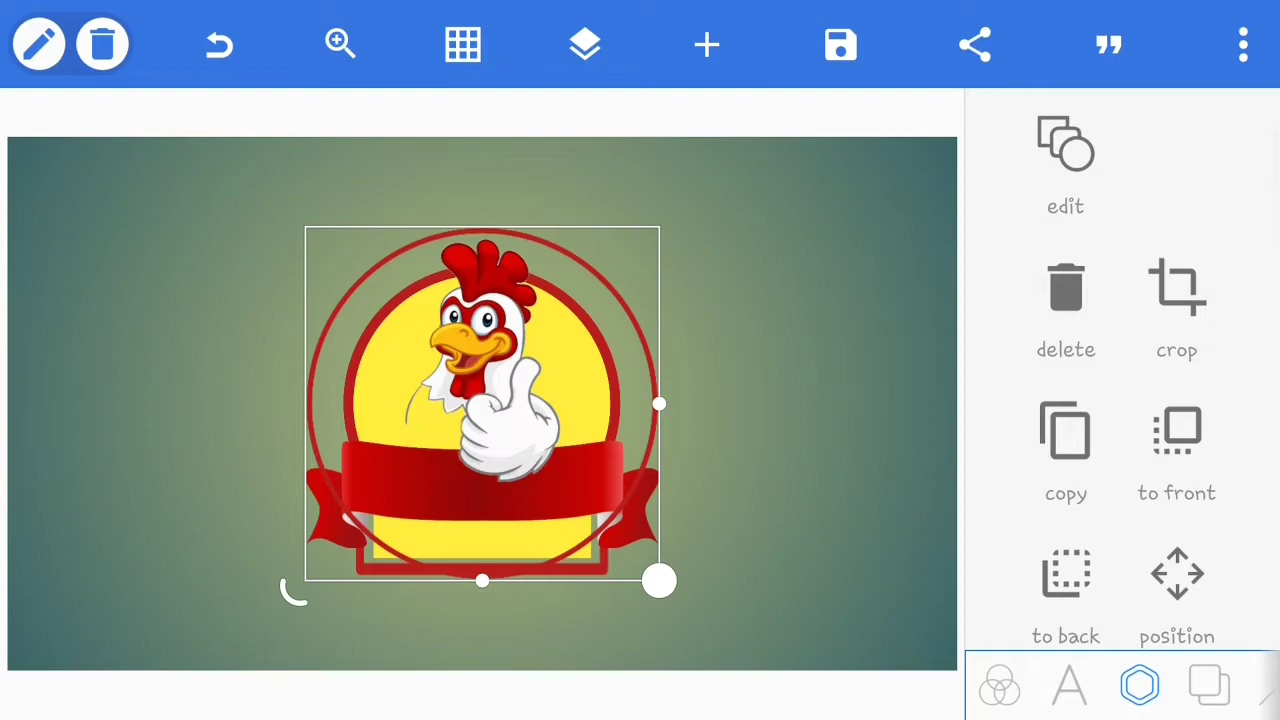 edit
delete
crop
copy
to front
to back
position